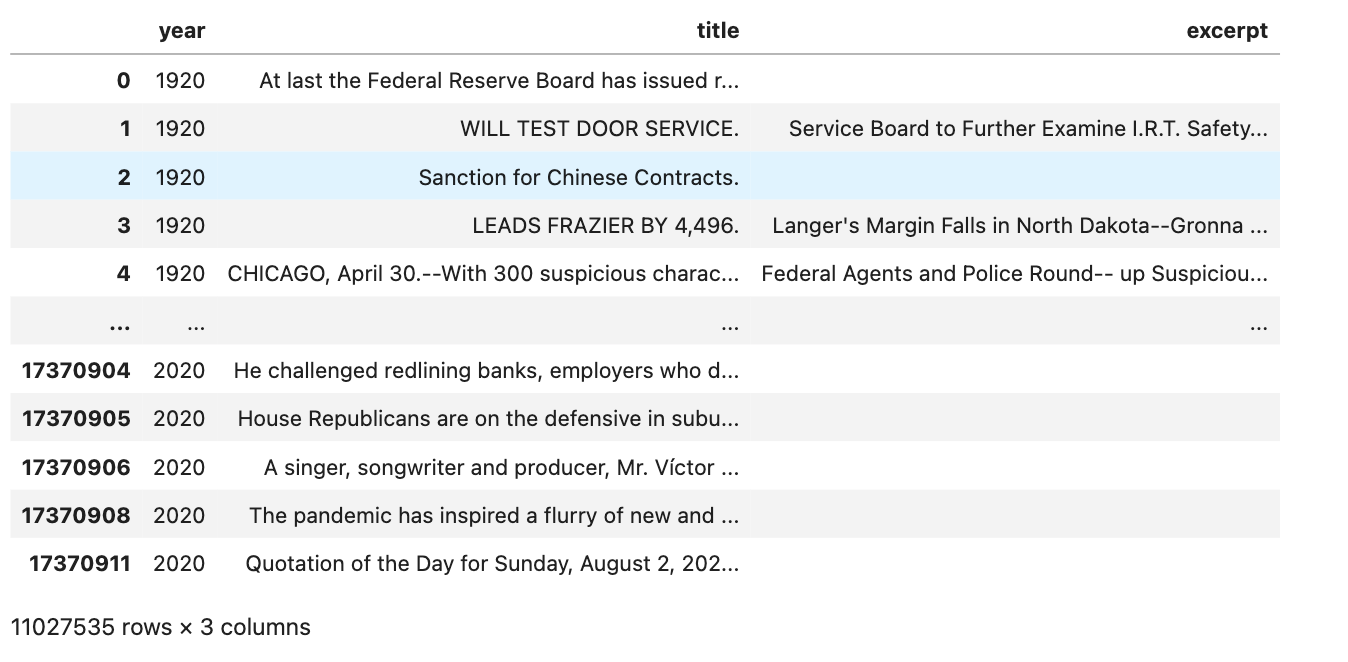 year title excerpt
0 1920 At last the Federal Reserve Board has issued r...
1 1920 WILL TEST DOOR SERVICE. Service Board to Further Examine I.R.T. Safety...
2 1920 Sanction for Chinese Contracts.
3 1920 LEADS FRAZIER BY 4,496. Langer's Margin Falls in North Dakota--Gronna ...
4 1920 CHICAGO, April 30.--With 300 suspicious charac... Federal Agents and Police Round-- up Suspiciou...
... ... ... ...
17370904 2020 He challenged redlining banks, employers who d...
17370905 2020 House Republicans are on the defensive in subu...
17370906 2020 A singer, songwriter and producer, Mr. Víctor ...
17370908 2020 The pandemic has inspired a flurry of new and ...
17370911 2020 Quotation of the Day for Sunday, August 2, 202...
11027535 rows × 3 columns